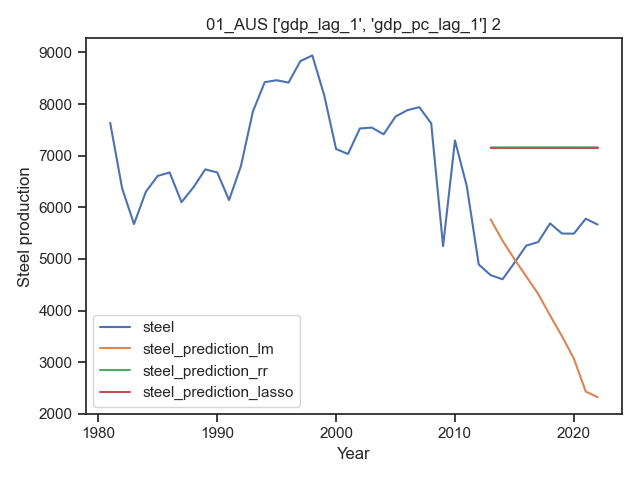 01_AUS ['gdp_lag_1', 'gdp_pc_lag_1'] 2
Steel production
9000
8000
7000
6000
5000
4000
3000
2000
steel
steel_prediction_lm
steel_prediction_rr
steel_prediction_lasso
1980
1990
2000
2010
2020
Year